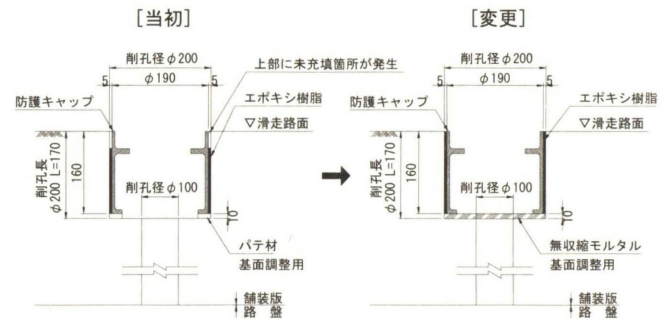 [当初]
削孔径φ200
φ190
5
5
上部に未充填箇所が発生
防護キャップ
エポキシ樹脂
▽滑走路面
削孔長
φ200 L=170
160
削孔径φ100
10
パテ材
基面調整用
舗装版
路 盤
[変更]
削孔径φ200
φ190
5
5
防護キャップ
エポキシ樹脂
▽滑走路面
削孔長
φ200 L=170
160
削孔径φ100
10
無収縮モルタル
基面調整用
舗装版
路 盤